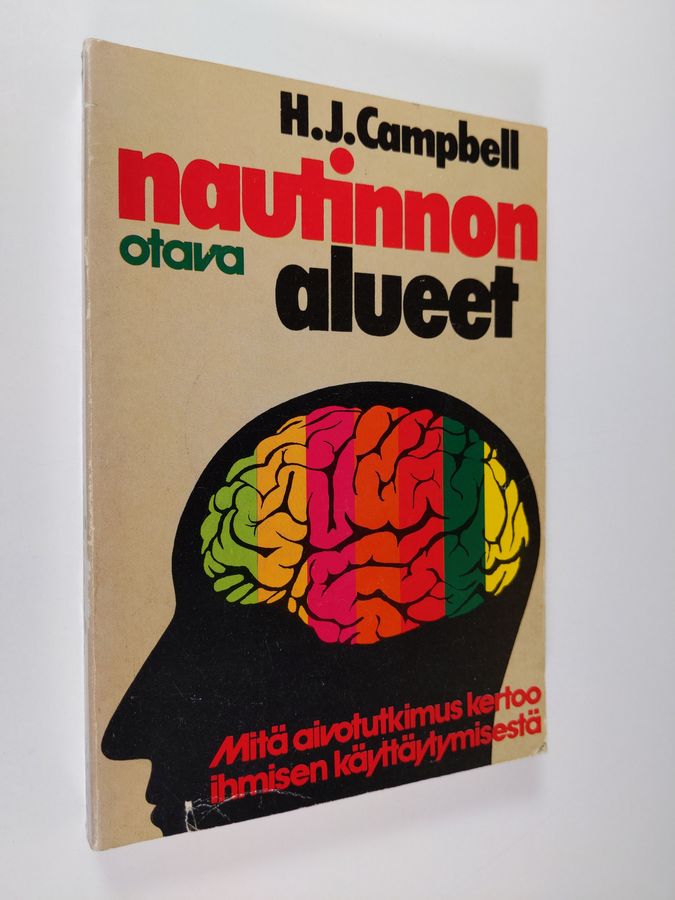 H.J.Campbell
nautinnon
otava
alueet
Mitä aivotutkimus kertoo
ihmisen käyttäytymisestä